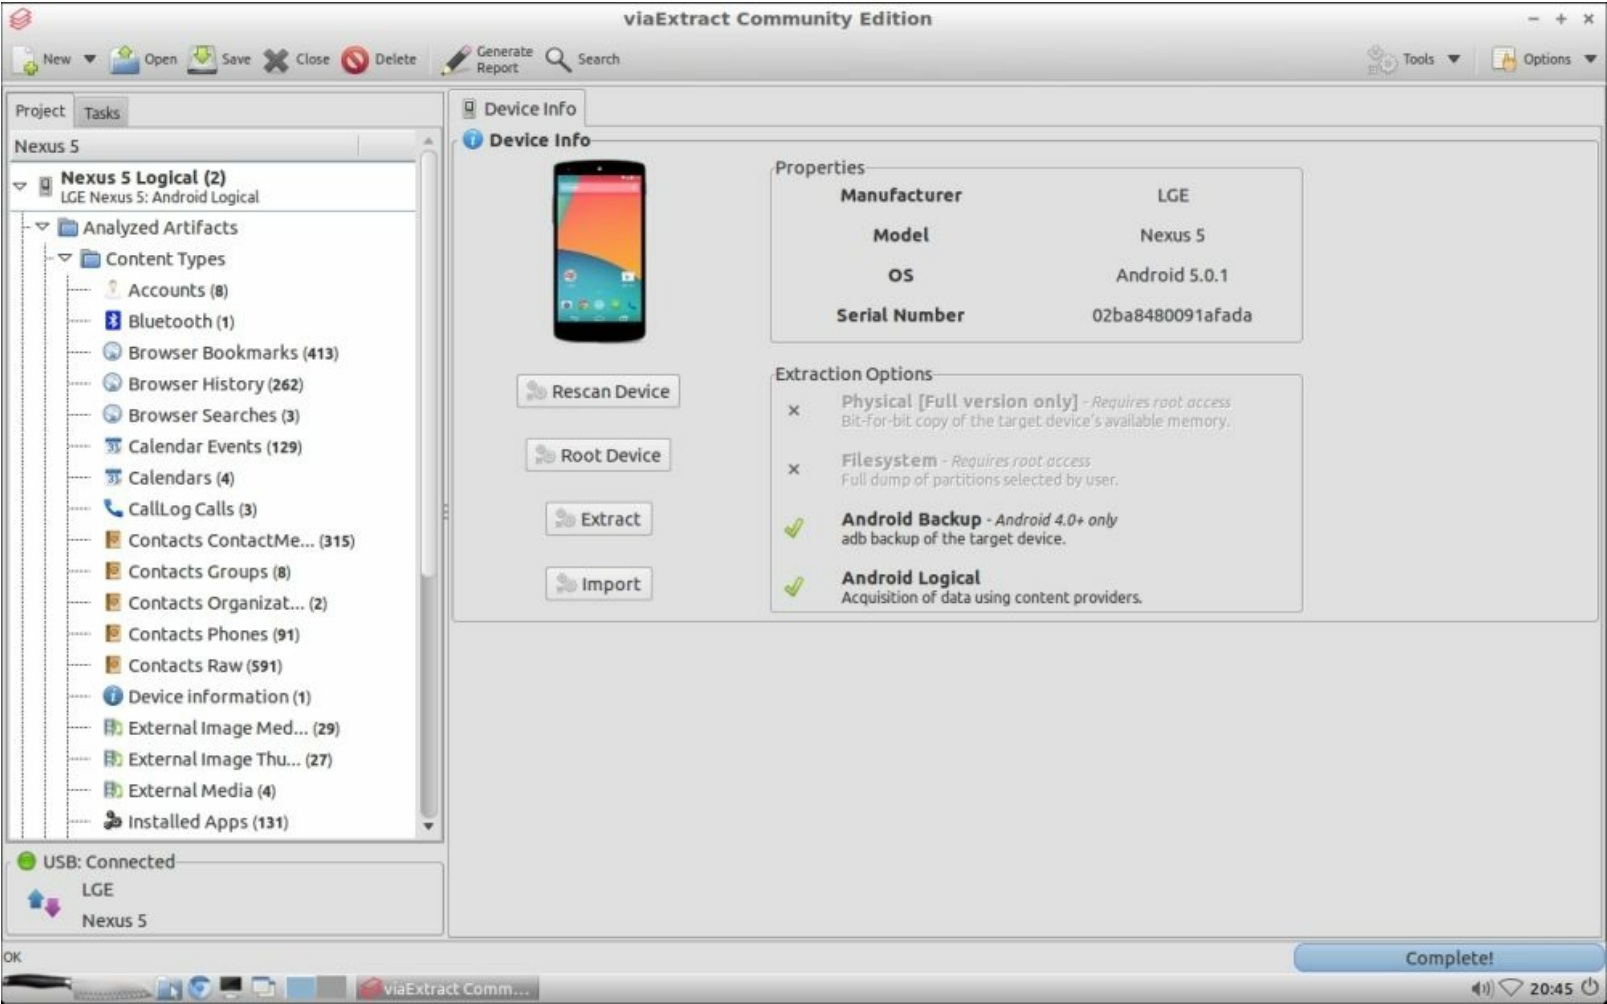 viaExtract Community Edition
New Open Save Close Delete Generate Report Search Tools Options
Project Tasks
Nexus 5
Nexus 5 Logical (2)
LGE Nexus 5: Android Logical
Analyzed Artifacts
Content Types
Accounts (8)
Bluetooth (1)
Browser Bookmarks (413)
Browser History (262)
Browser Searches (3)
Calendar Events (129)
Calendars (4)
CallLog Calls (3)
Contacts ContactMe... (315)
Contacts Groups (8)
Contacts Organizat... (2)
Contacts Phones (91)
Contacts Raw (591)
Device information (1)
External Image Med... (29)
External Image Thu... (27)
External Media (4)
Installed Apps (131)
USB: Connected
LGE
Nexus 5
Device Info
Device Info
Rescan Device
Root Device
Extract
Import
Properties
Manufacturer LGE
Model Nexus 5
OS Android 5.0.1
Serial Number 02ba8480091afada
Extraction Options
Physical [Full version only] - Requires root access
Bit-for-bit copy of the target device's available memory.
Filesystem - Requires root access
Full dump of partitions selected by user.
Android Backup - Android 4.0+ only
adb backup of the target device.
Android Logical
Acquisition of data using content providers.
OK
Complete!
viaExtract Comm...
20:45